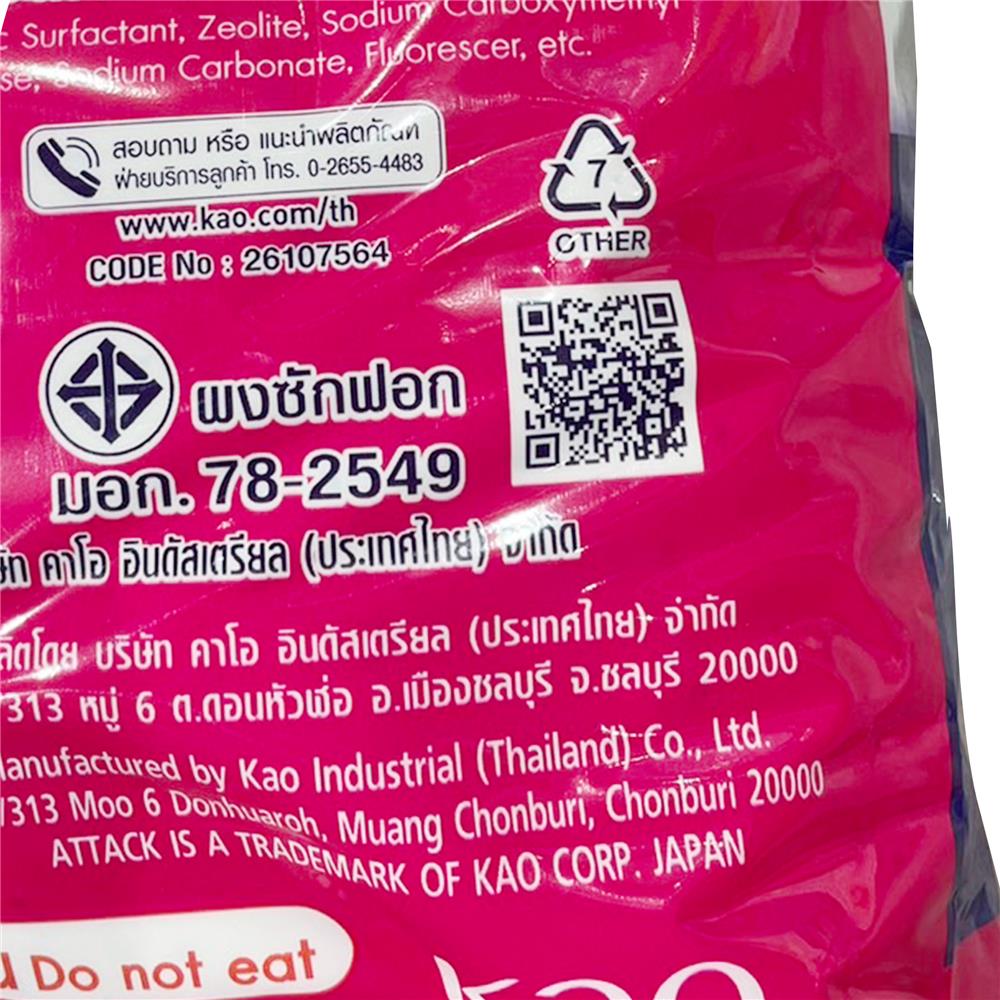 Surfactant, Zeolite, Sodium Carboxymethyl
Sodium Carbonate, Fluorescer, etc.
สอบถาม หรือ แนะนำผลิตภัณฑ์
ฝ่ายบริการลูกค้า โทร. 0-2655-4483
www.kao.com/th
CODE No : 26107564
7
OTHER
ผงซักฟอก
มอก. 78-2549
คาโอ อินดัสเตรียล (ประเทศไทย) จำกัด
บริษัท คาโอ อินดัสเตรียล (ประเทศไทย) จำกัด
/313 หมู่ 6 ต.ดอนหัวฬ่อ อ.เมืองชลบุรี จ.ชลบุรี 20000
Manufactured by Kao Industrial (Thailand) Co., Ltd.
/313 Moo 6 Donhuaroh, Muang Chonburi, Chonburi 20000
ATTACK IS A TRADEMARK OF KAO CORP. JAPAN
Do not eat
kao